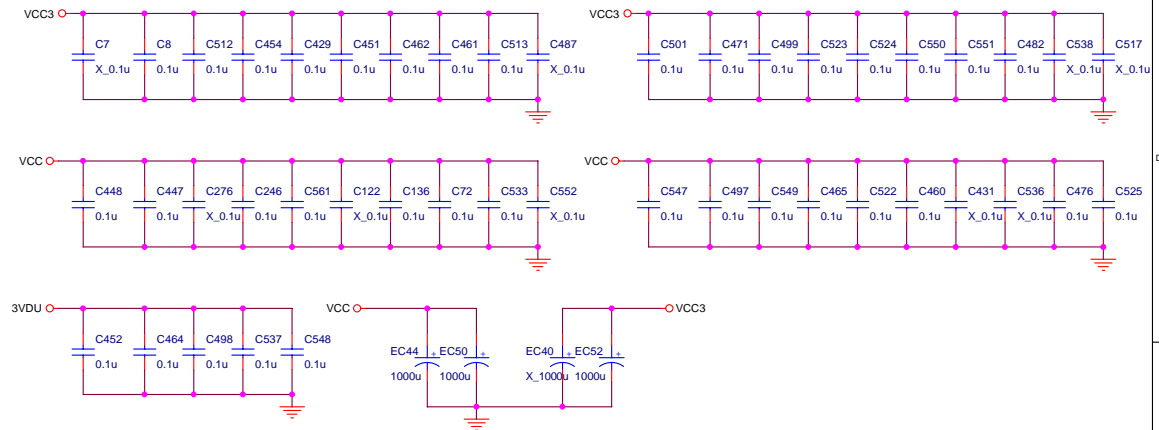 VCC3
C7 C8 C512 C454 C429 C451 C462 C461 C513 C487
X_0.1u 0.1u 0.1u 0.1u 0.1u 0.1u 0.1u 0.1u 0.1u X_0.1u
VCC3
C501 C471 C499 C523 C524 C550 C551 C482 C538 C517
0.1u 0.1u 0.1u 0.1u 0.1u 0.1u 0.1u 0.1u X_0.1u X_0.1u
VCC
C448 C447 C276 C246 C561 C122 C136 C72 C533 C552
0.1u 0.1u X_0.1u 0.1u 0.1u X_0.1u 0.1u 0.1u 0.1u X_0.1u
VCC
C547 C497 C549 C465 C522 C460 C431 C536 C476 C525
0.1u 0.1u 0.1u 0.1u 0.1u 0.1u X_0.1u X_0.1u 0.1u 0.1u
3VDU
C452 C464 C498 C537 C548
0.1u 0.1u 0.1u 0.1u 0.1u
VCC VCC3
EC44 EC50 EC40 EC52
1000u 1000u X_1000u 1000u